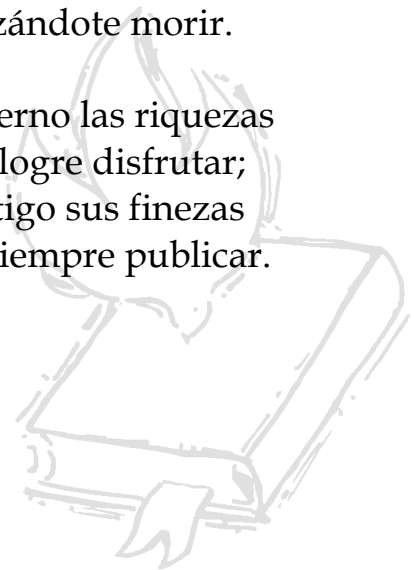 zándote morir.
erno las riquezas
logre disfrutar;
tigo sus finezas
iempre publicar.